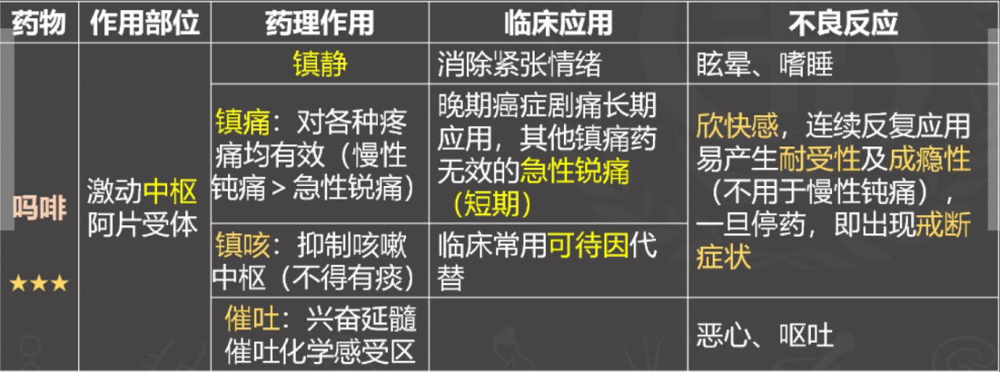 药物 作用部位 药理作用 临床应用 不良反应
吗啡
★★★
激动中枢
阿片受体
镇静
消除紧张情绪
眩晕、嗜睡
镇痛：对各种疼
痛均有效（慢性
钝痛＞急性锐痛）
晚期癌症剧痛长期
应用，其他镇痛药
无效的急性锐痛
（短期）
欣快感，连续反复应用
易产生耐受性及成瘾性
（不用于慢性钝痛），
一旦停药，即出现戒断
症状
镇咳：抑制咳嗽
中枢（不得有痰）
临床常用可待因代
替
催吐：兴奋延髓
催吐化学感受区
恶心、呕吐